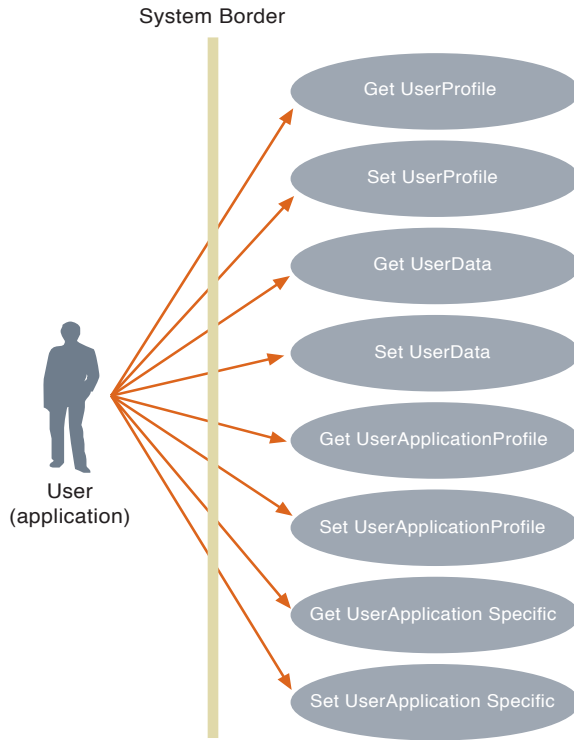 System Border
Get UserProfile
Set UserProfile
Get UserData
Set UserData
Get UserApplicationProfile
User
(application)
Set UserApplicationProfile
Get UserApplication Specific
Set UserApplication Specific